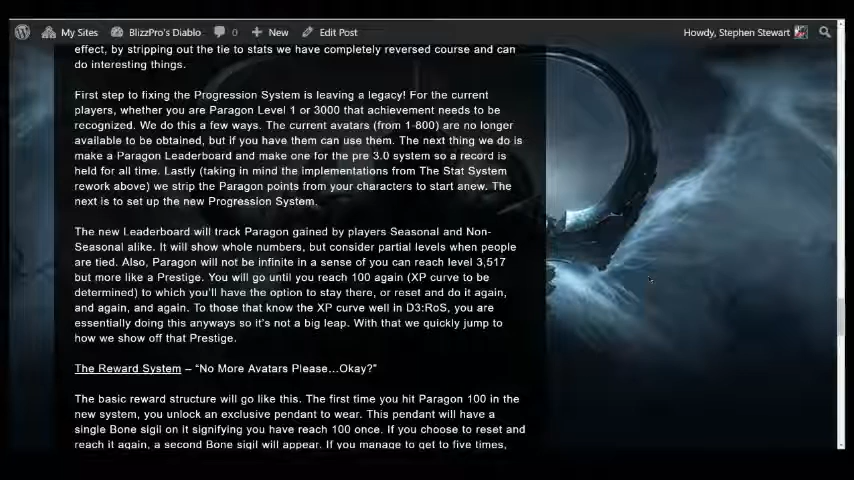 My Sites BlizzPro's Diablo 0 New Edit Post Howdy, Stephen Stewart
effect, by stripping out the tie to stats we have completely reversed course and can
do interesting things.
First step to fixing the Progression System is leaving a legacy! For the current
players, whether you are Paragon Level 1 or 3000 that achievement needs to be
recognized. We do this a few ways. The current avatars (from 1-800) are no longer
available to be obtained, but if you have them can use them. The next thing we do is
make a Paragon Leaderboard and make one for the pre 3.0 system so a record is
held for all time. Lastly (taking in mind the implementations from The Stat System
rework above) we strip the Paragon points from your characters to start anew. The
next is to set up the new Progression System.
The new Leaderboard will track Paragon gained by players Seasonal and Non-
Seasonal alike. It will show whole numbers, but consider partial levels when people
are tied. Also, Paragon will not be infinite in a sense of you can reach level 3,517
but more like a Prestige. You will go until you reach 100 again (XP curve to be
determined) to which you'll have the option to stay there, or reset and do it again,
and again, and again. To those that know the XP curve well in D3:RoS, you are
essentially doing this anyways so it's not a big leap. With that we quickly jump to
how we show off that Prestige.
The Reward System – “No More Avatars Please…Okay?”
The basic reward structure will go like this. The first time you hit Paragon 100 in the
new system, you unlock an exclusive pendant to wear. This pendant will have a
single Bone sigil on it signifying you have reach 100 once. If you choose to reset and
reach it again, a second Bone sigil will appear. If you manage to get to five times,